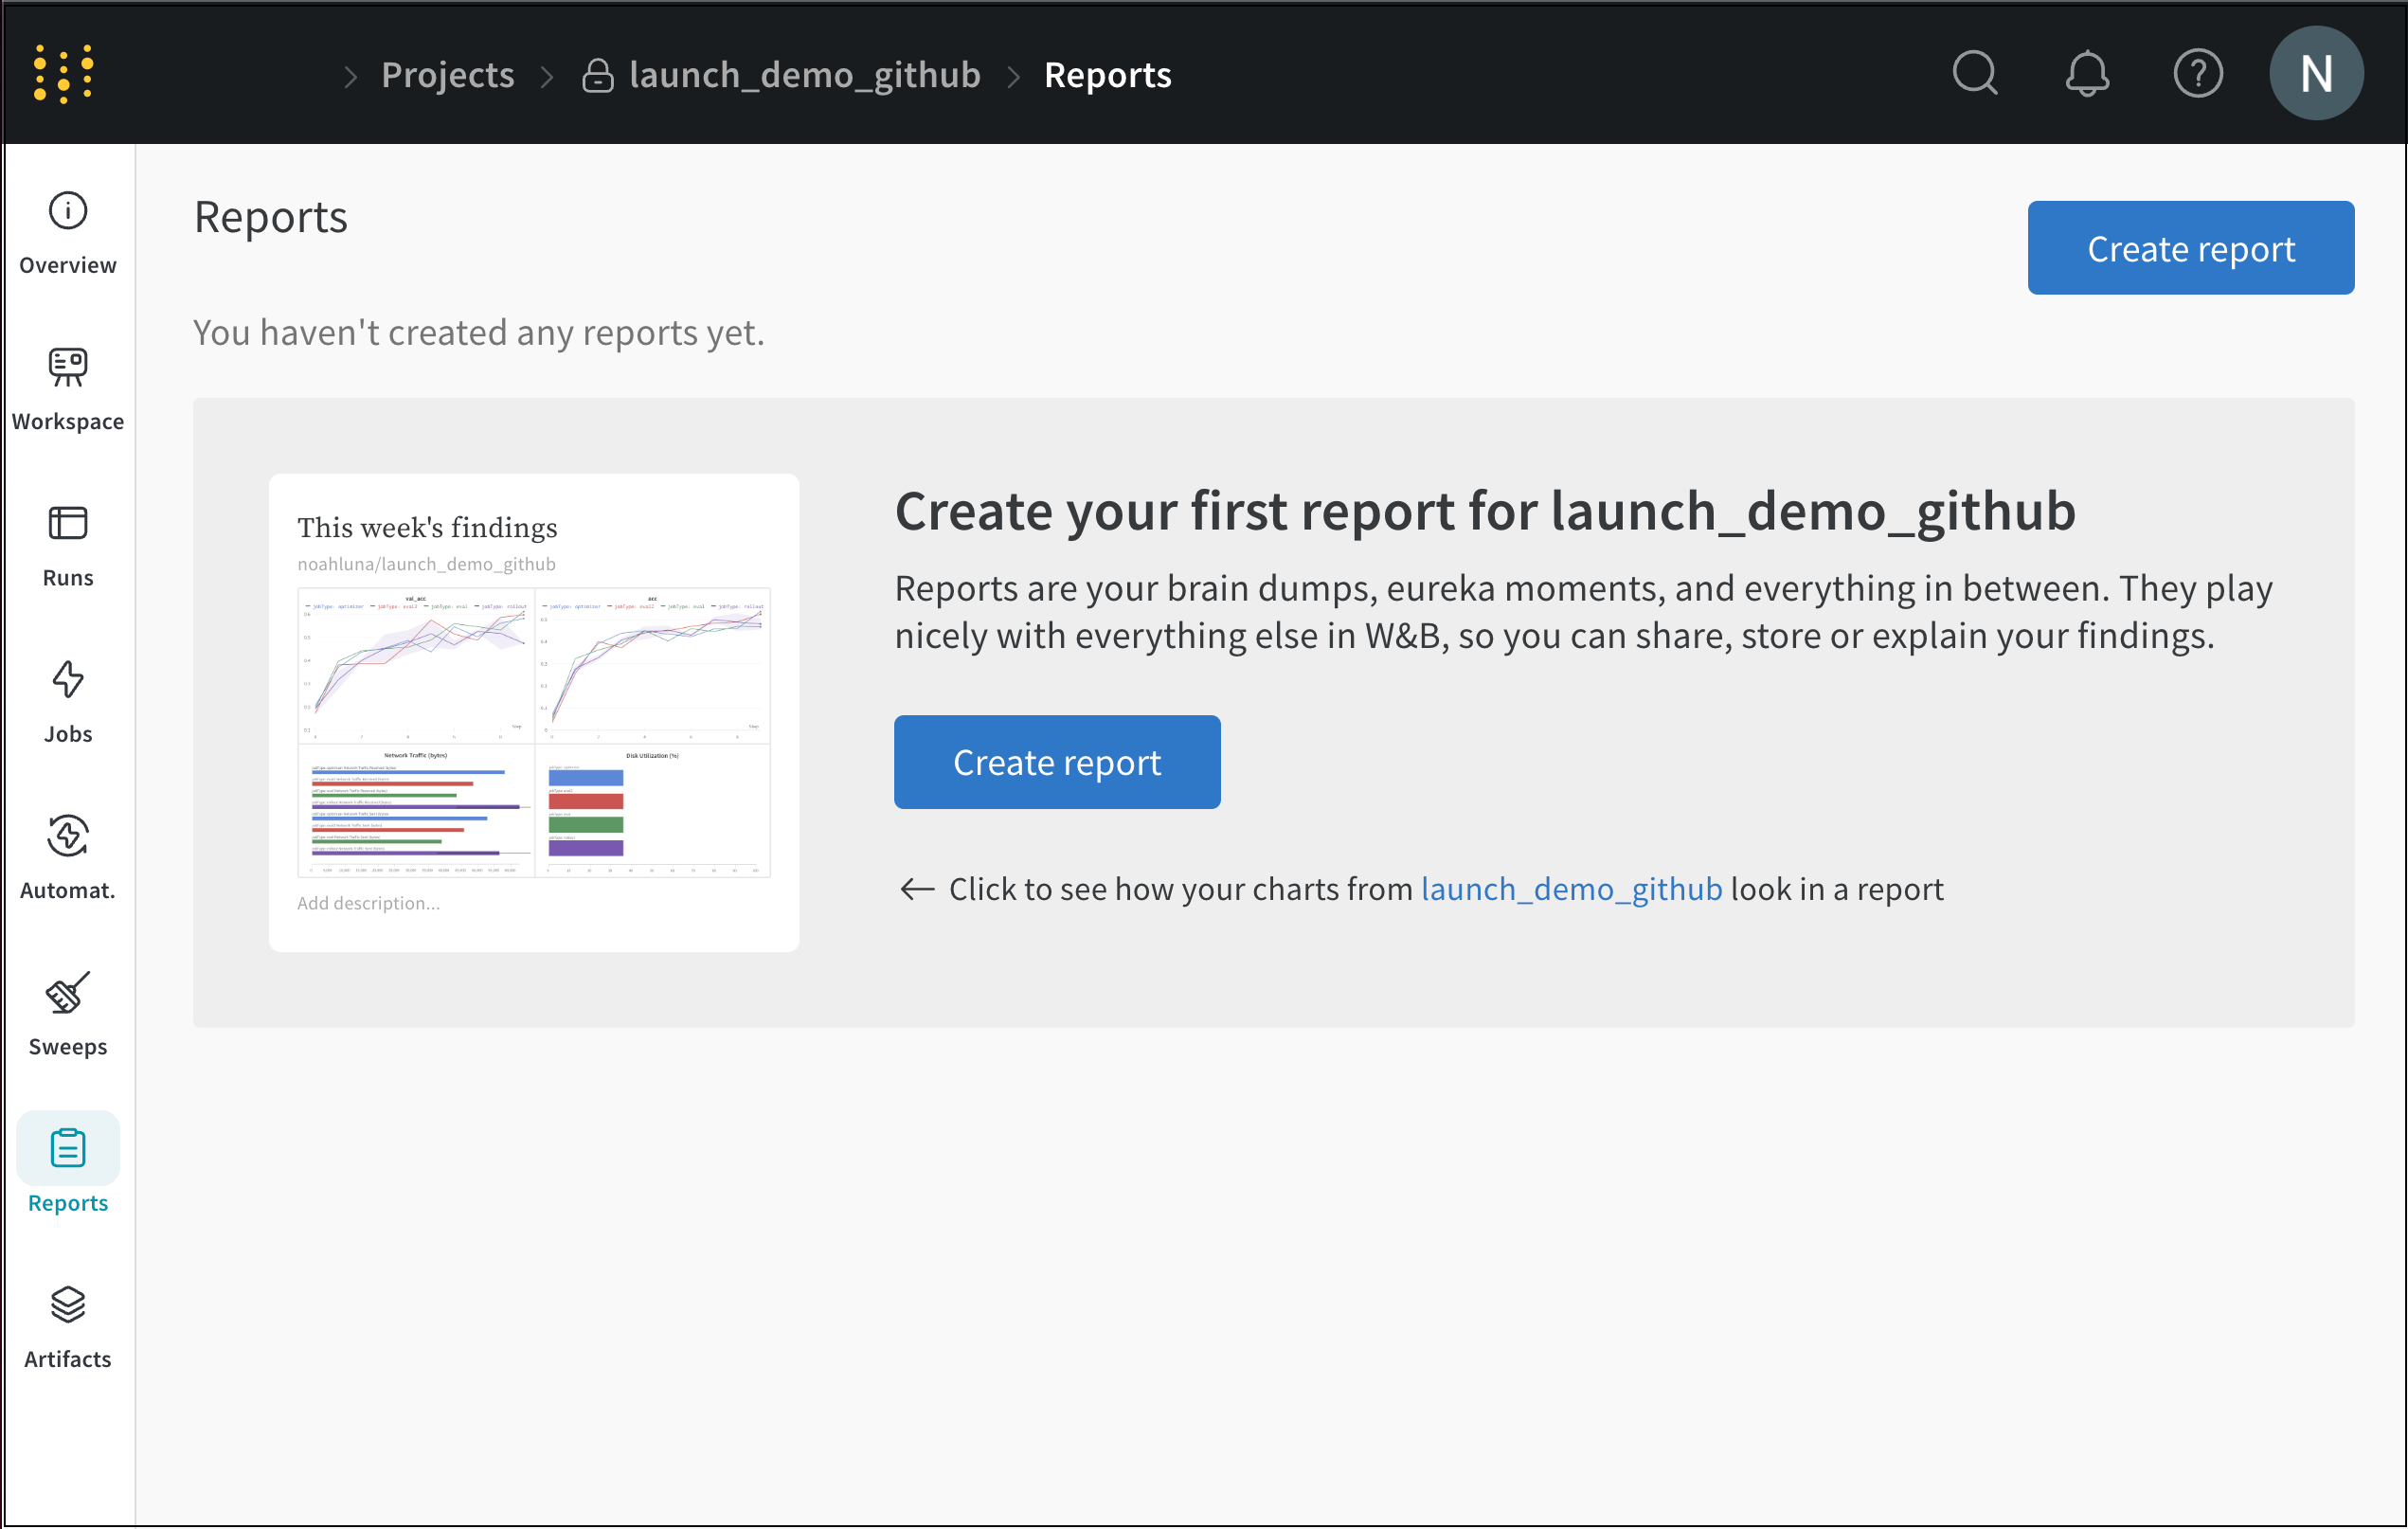 Projects
launch_demo_github
Reports
N
Overview
Workspace
Runs
Jobs
Automat.
Sweeps
Reports
Artifacts
Reports
Create report
You haven't created any reports yet.
This week's findings
noahluna/launch_demo_github
val_acc
acc
Network Traffic (bytes)
Disk Utilization (%)
Add description...
Create your first report for launch_demo_github
Reports are your brain dumps, eureka moments, and everything in between. They play
nicely with everything else in W&B, so you can share, store or explain your findings.
Create report
← Click to see how your charts from launch_demo_github look in a report